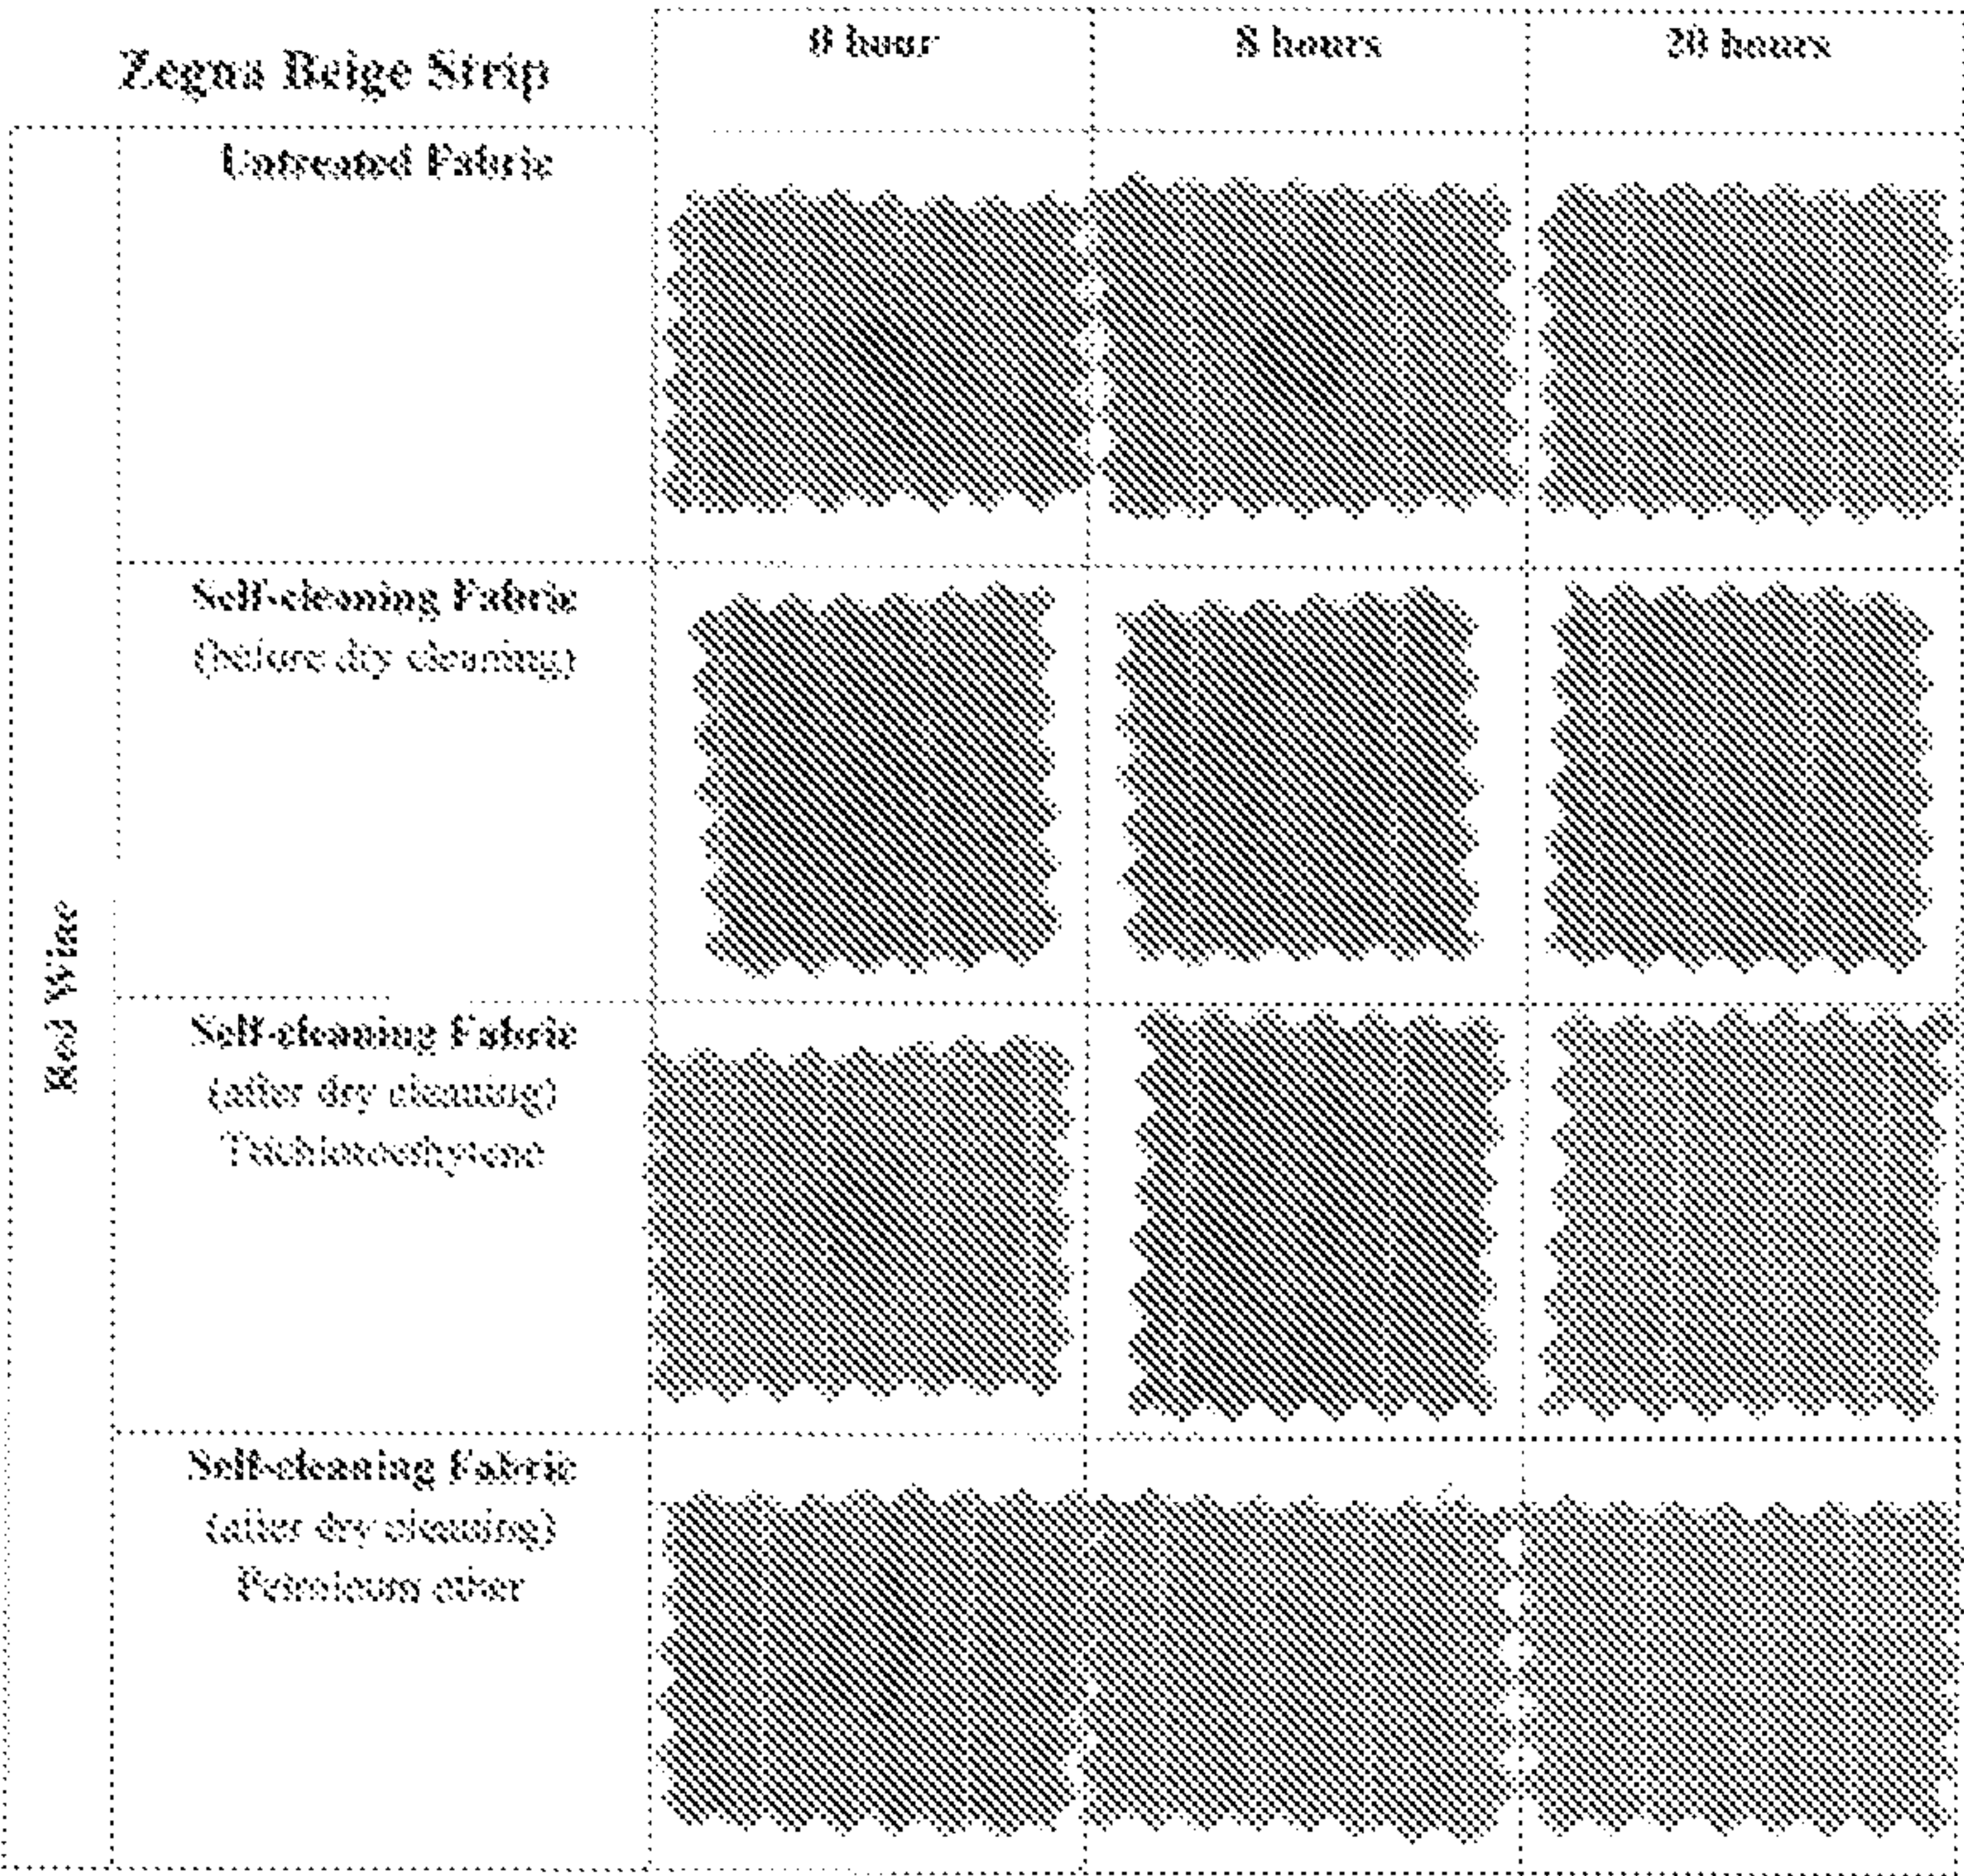 Zegna Beige Strip
0 hour
8 hours
20 hours
Red Wine
Untreated Fabric
Self-cleaning Fabric
(before dry cleaning)
Self-cleaning Fabric
(after dry cleaning)
Trichloroethylene
Self-cleaning Fabric
(after dry cleaning)
Petroleum ether